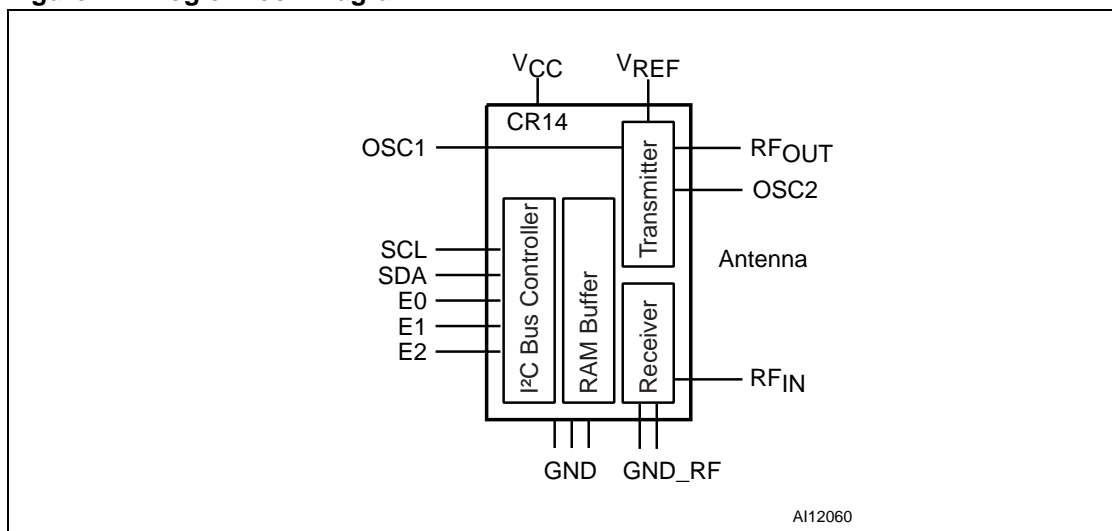 VCC
VREF
CR14
OSC1
RFOUT
OSC2
Transmitter
Antenna
SCL
SDA
E0
E1
E2
I²C Bus Controller
RAM Buffer
Receiver
RFIN
GND
GND_RF
AI12060